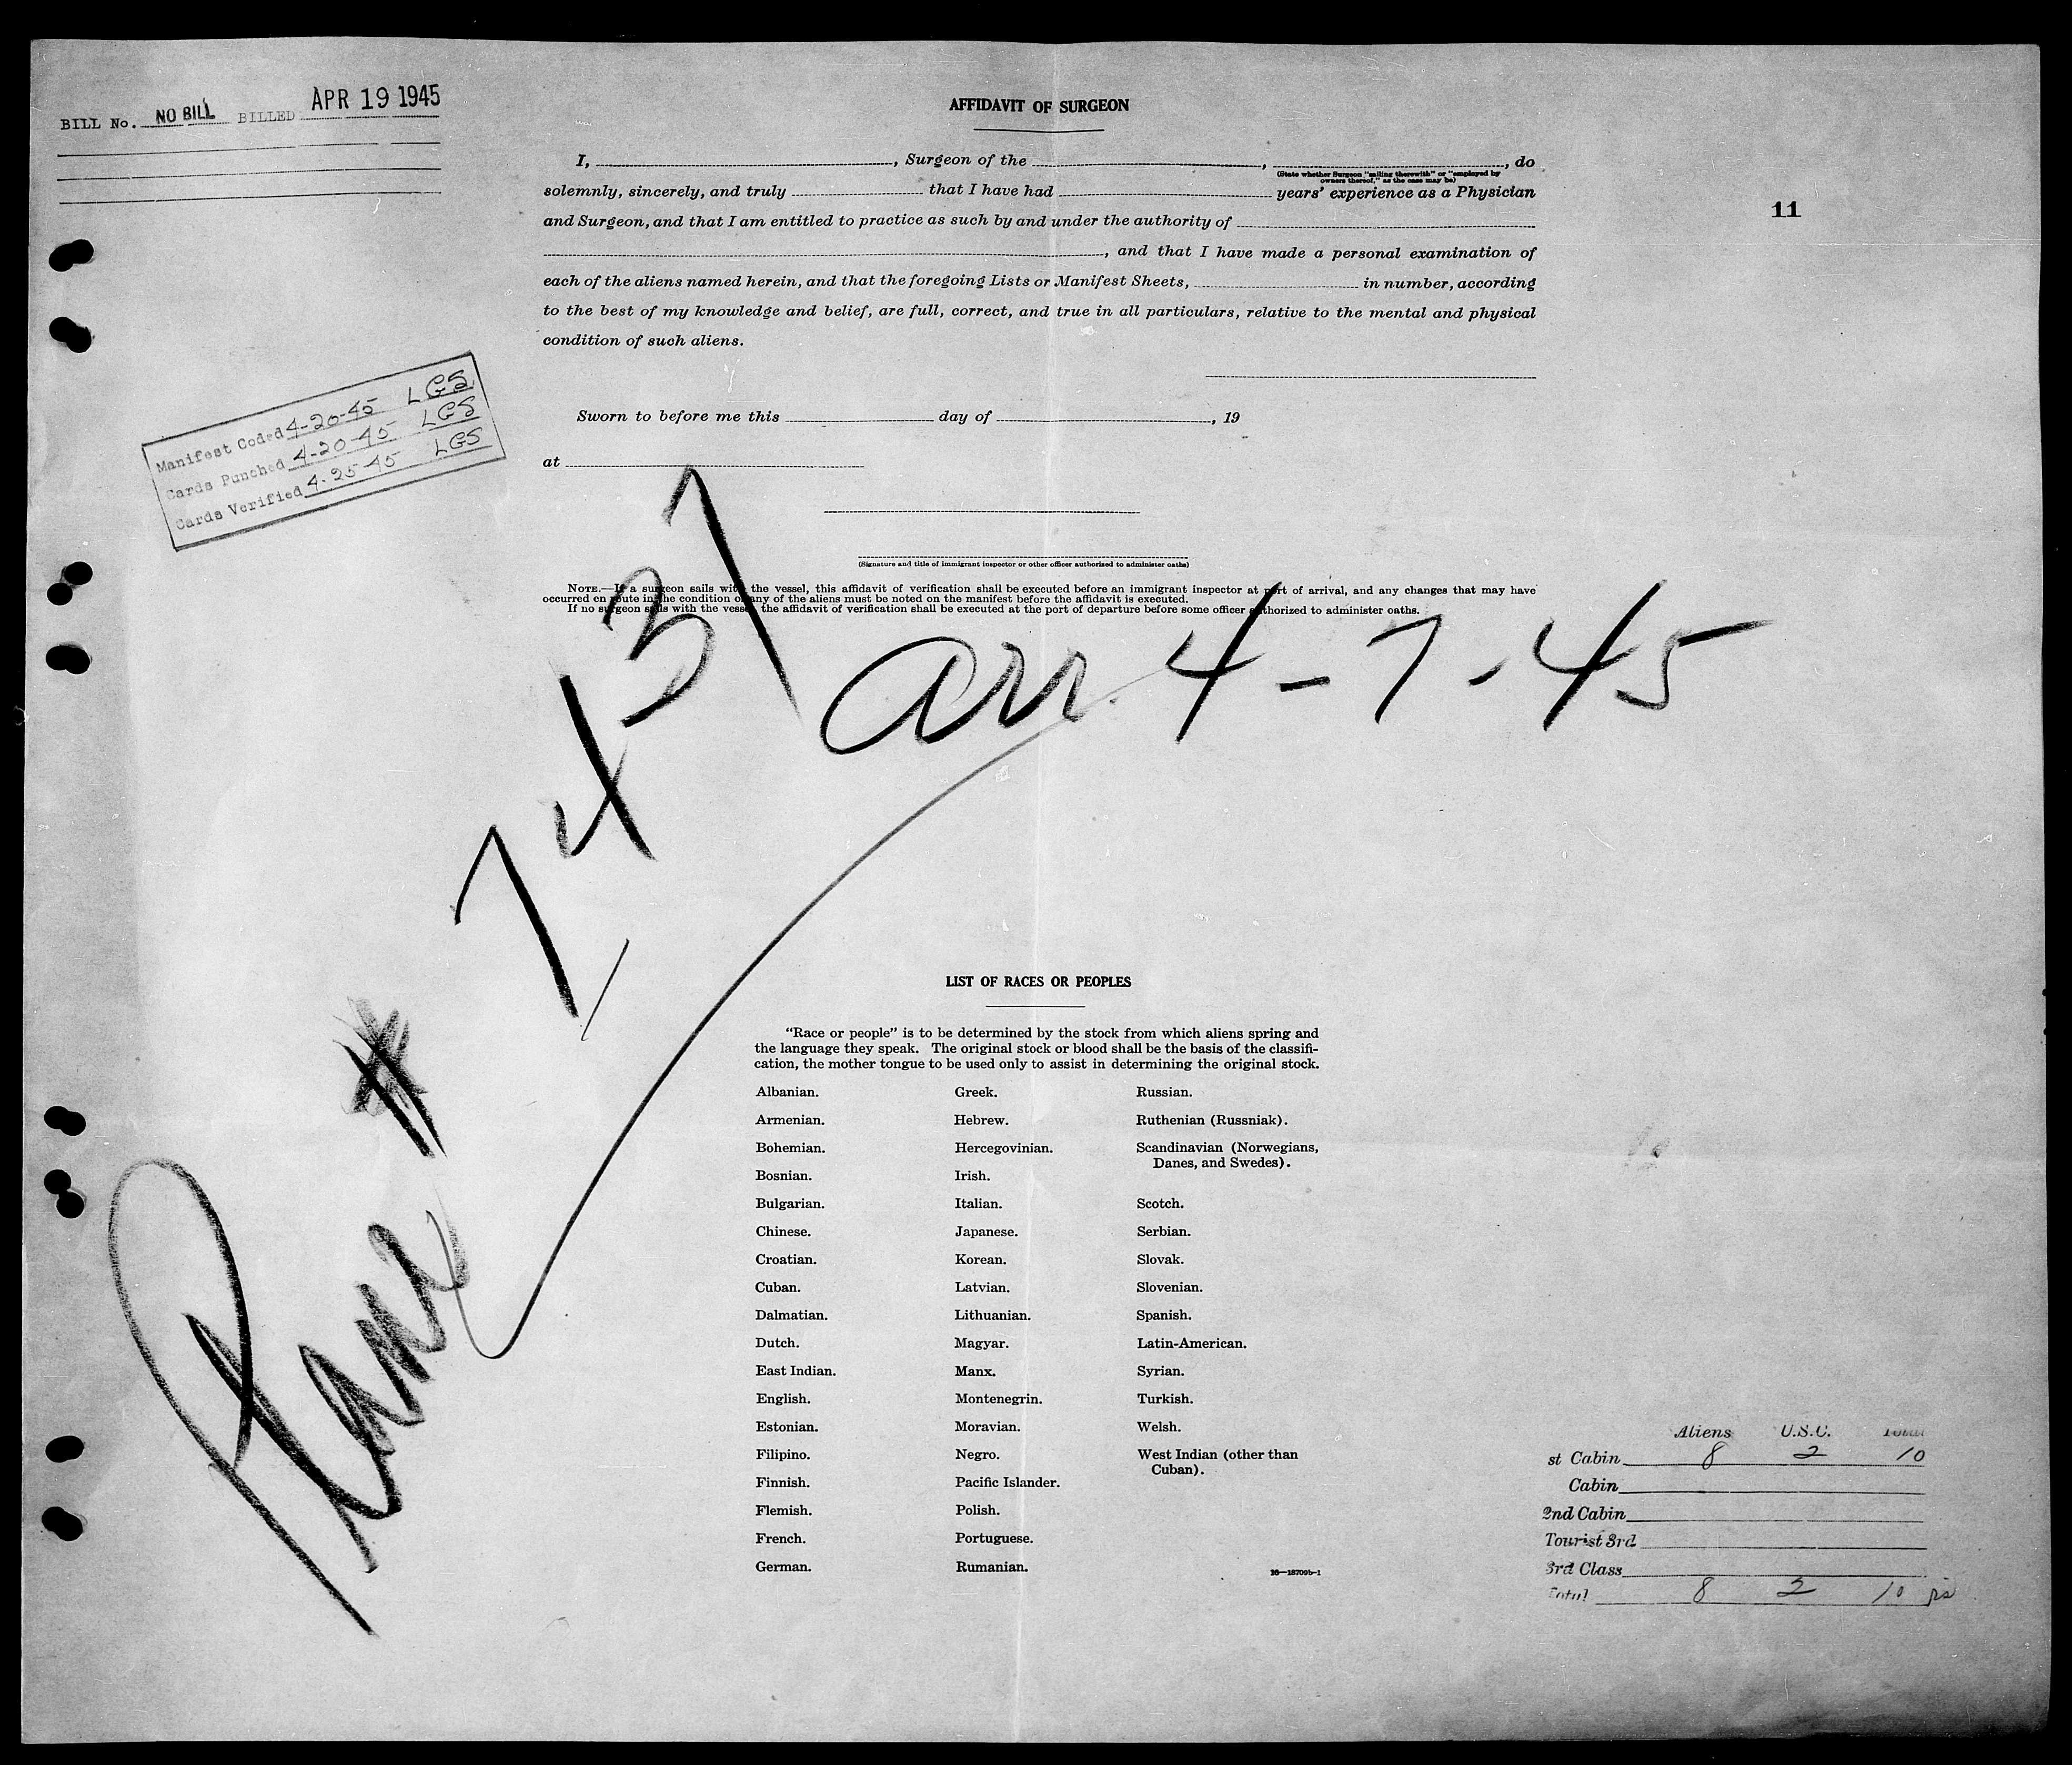 BILL No. NO BILL BILLED APR 19 1945
AFFIDAVIT OF SURGEON
11
I, , Surgeon of the , , do
(State whether Surgeon "sailing therewith" or "employed by
owners thereof," as the case may be)
solemnly, sincerely, and truly that I have had years' experience as a Physician
and Surgeon, and that I am entitled to practice as such by and under the authority of
, and that I have made a personal examination of
each of the aliens named herein, and that the foregoing Lists or Manifest Sheets, in number, according
to the best of my knowledge and belief, are full, correct, and true in all particulars, relative to the mental and physical
condition of such aliens.
Manifest Coded 4-20-45 LGS
Cards Punched 4-20-45 LGS
Cards Verified 4-25-45 LGS
Sworn to before me this day of , 19
at
(Signature and title of immigrant inspector or other officer authorized to administer oaths)
NOTE.—If a surgeon sails with the vessel, this affidavit of verification shall be executed before an immigrant inspector at port of arrival, and any changes that may have
occurred en route in the condition of any of the aliens must be noted on the manifest before the affidavit is executed.
If no surgeon sails with the vessel, the affidavit of verification shall be executed at the port of departure before some officer authorized to administer oaths.
Plane # 7437
arr. 4-7-45
LIST OF RACES OR PEOPLES
"Race or people" is to be determined by the stock from which aliens spring and
the language they speak. The original stock or blood shall be the basis of the classifi-
cation, the mother tongue to be used only to assist in determining the original stock.
Albanian.
Armenian.
Bohemian.
Bosnian.
Bulgarian.
Chinese.
Croatian.
Cuban.
Dalmatian.
Dutch.
East Indian.
English.
Estonian.
Filipino.
Finnish.
Flemish.
French.
German.
Greek.
Hebrew.
Hercegovinian.
Irish.
Italian.
Japanese.
Korean.
Latvian.
Lithuanian.
Magyar.
Manx.
Montenegrin.
Moravian.
Negro.
Pacific Islander.
Polish.
Portuguese.
Rumanian.
Russian.
Ruthenian (Russniak).
Scandinavian (Norwegians,
Danes, and Swedes).
Scotch.
Serbian.
Slovak.
Slovenian.
Spanish.
Latin-American.
Syrian.
Turkish.
Welsh.
West Indian (other than
Cuban).
16—18709b-1
Aliens U.S.C. Total
st Cabin 8 2 10
Cabin
2nd Cabin
Tourist 3rd
3rd Class
Total 8 2 10